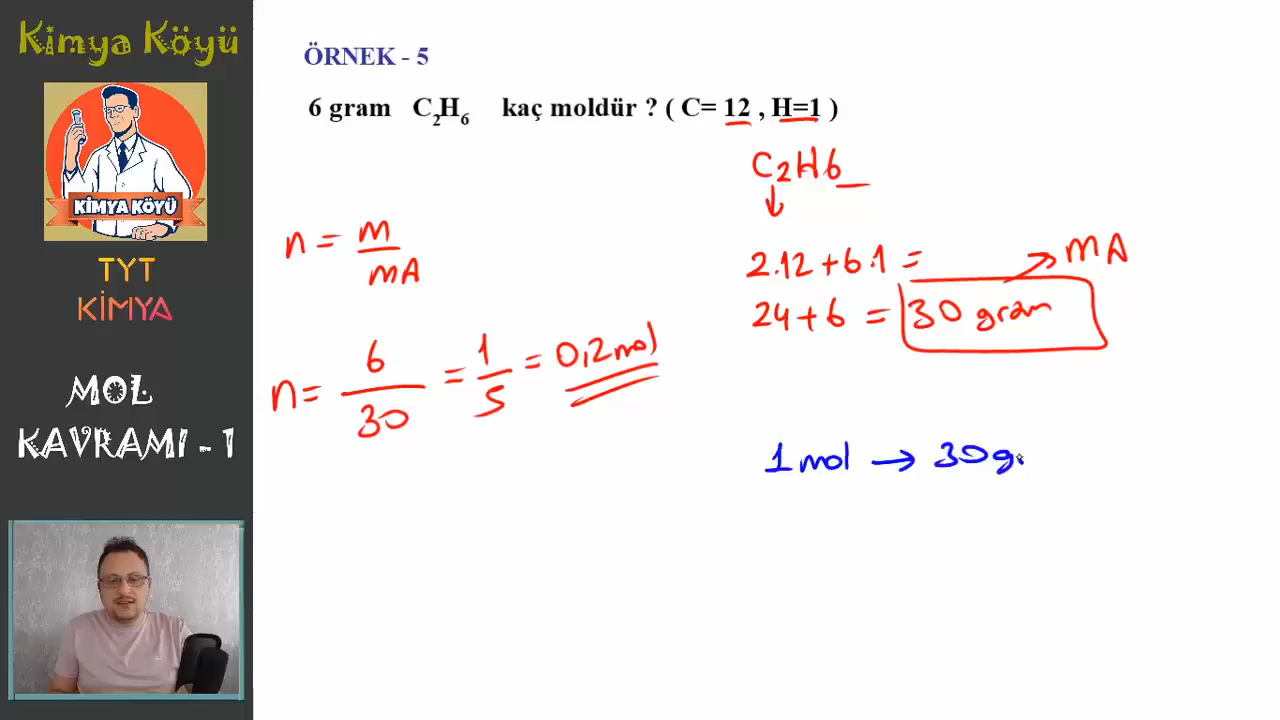 Kimya Köyü
KİMYA KÖYÜ
TYT
KİMYA
MOL
KAVRAMI - 1
ÖRNEK - 5
6 gram C₂H₆ kaç moldür ? ( C= 12 , H=1 )
C2H6
n = m/mA
2.12+6.1 =
mA
24+6 = 30 gram
n = 6/30 = 1/5 = 0,2 mol
1 mol → 30 g